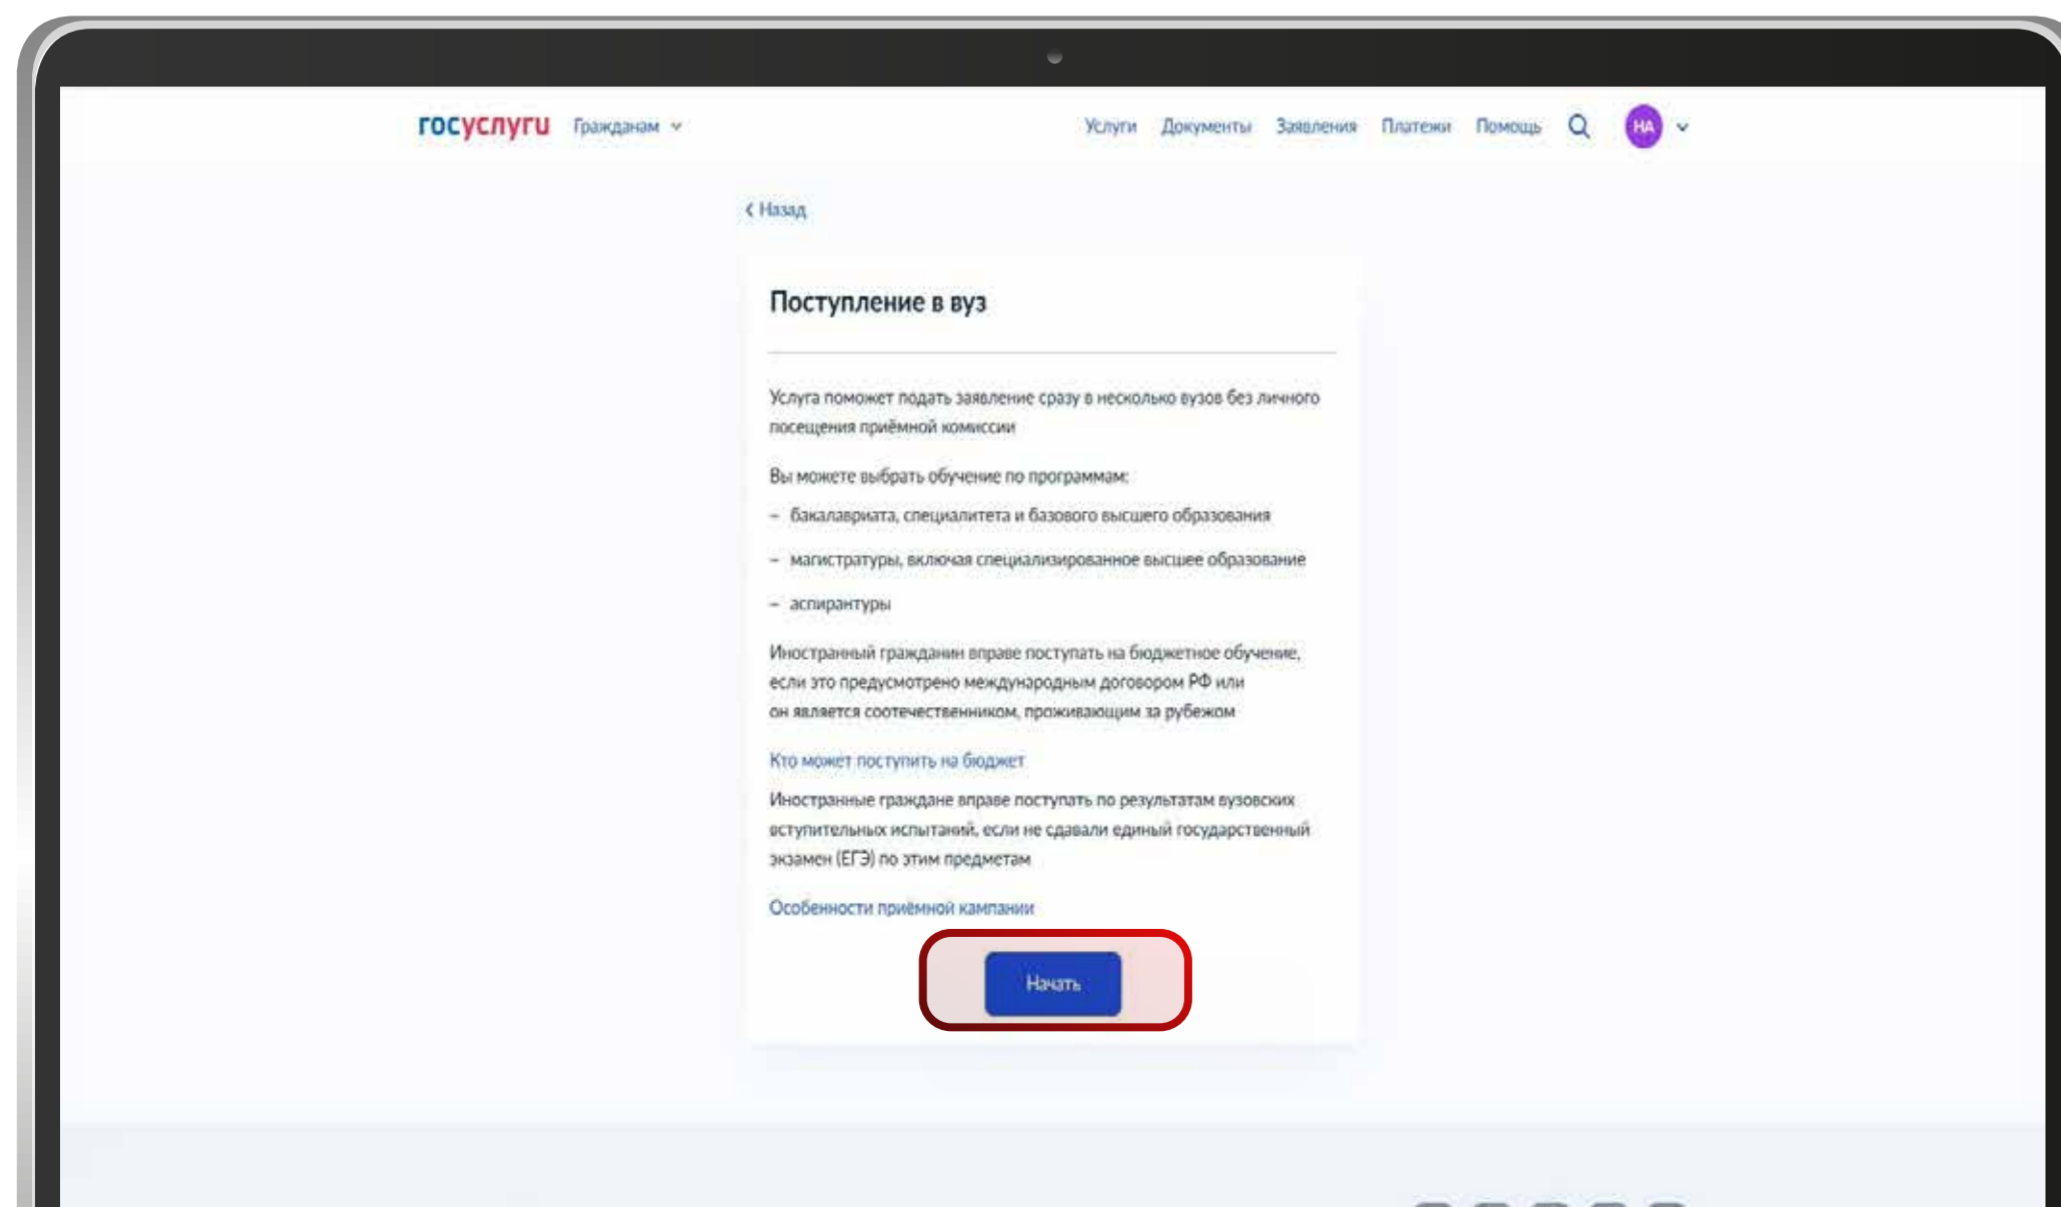 госуслуги Гражданам Услуги Документы Заявления Платежи Помощь НА
Назад
Поступление в вуз
Услуга поможет подать заявление сразу в несколько вузов без личного
посещения приёмной комиссии
Вы можете выбрать обучение по программам:
– бакалавриата, специалитета и базового высшего образования
– магистратуры, включая специализированное высшее образование
– аспирантуры
Иностранный гражданин вправе поступать на бюджетное обучение,
если это предусмотрено международным договором РФ или
он является соотечественником, проживающим за рубежом
Кто может поступить на бюджет
Иностранные граждане вправе поступать по результатам вузовских
вступительных испытаний, если не сдавали единый государственный
экзамен (ЕГЭ) по этим предметам
Особенности приёмной кампании
Начать